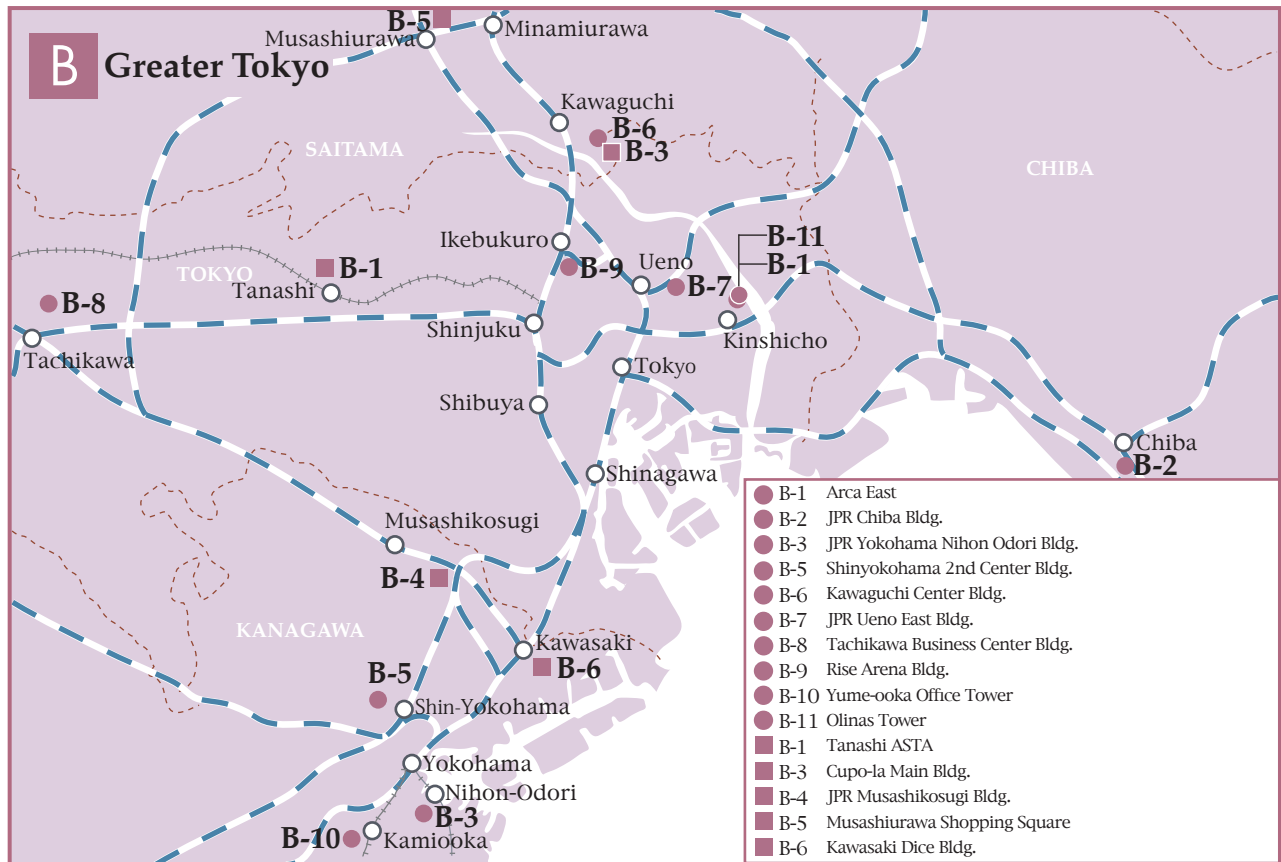 B Greater Tokyo
B-5
Musashiurawa
Minamiurawa
Kawaguchi
B-6
B-3
SAITAMA
CHIBA
Ikebukuro
B-9
Ueno
B-7
B-11
B-1
TOKYO
B-1
Tanashi
B-8
Tachikawa
Shinjuku
Kinshicho
Tokyo
Shibuya
Chiba
B-2
Shinagawa
Musashikosugi
B-4
KANAGAWA
Kawasaki
B-6
B-5
Shin-Yokohama
Yokohama
Nihon-Odori
B-3
B-10
Kamiooka
B-1 Arca East
B-2 JPR Chiba Bldg.
B-3 JPR Yokohama Nihon Odori Bldg.
B-5 Shinyokohama 2nd Center Bldg.
B-6 Kawaguchi Center Bldg.
B-7 JPR Ueno East Bldg.
B-8 Tachikawa Business Center Bldg.
B-9 Rise Arena Bldg.
B-10 Yume-ooka Office Tower
B-11 Olinas Tower
B-1 Tanashi ASTA
B-3 Cupo-la Main Bldg.
B-4 JPR Musashikosugi Bldg.
B-5 Musashiurawa Shopping Square
B-6 Kawasaki Dice Bldg.